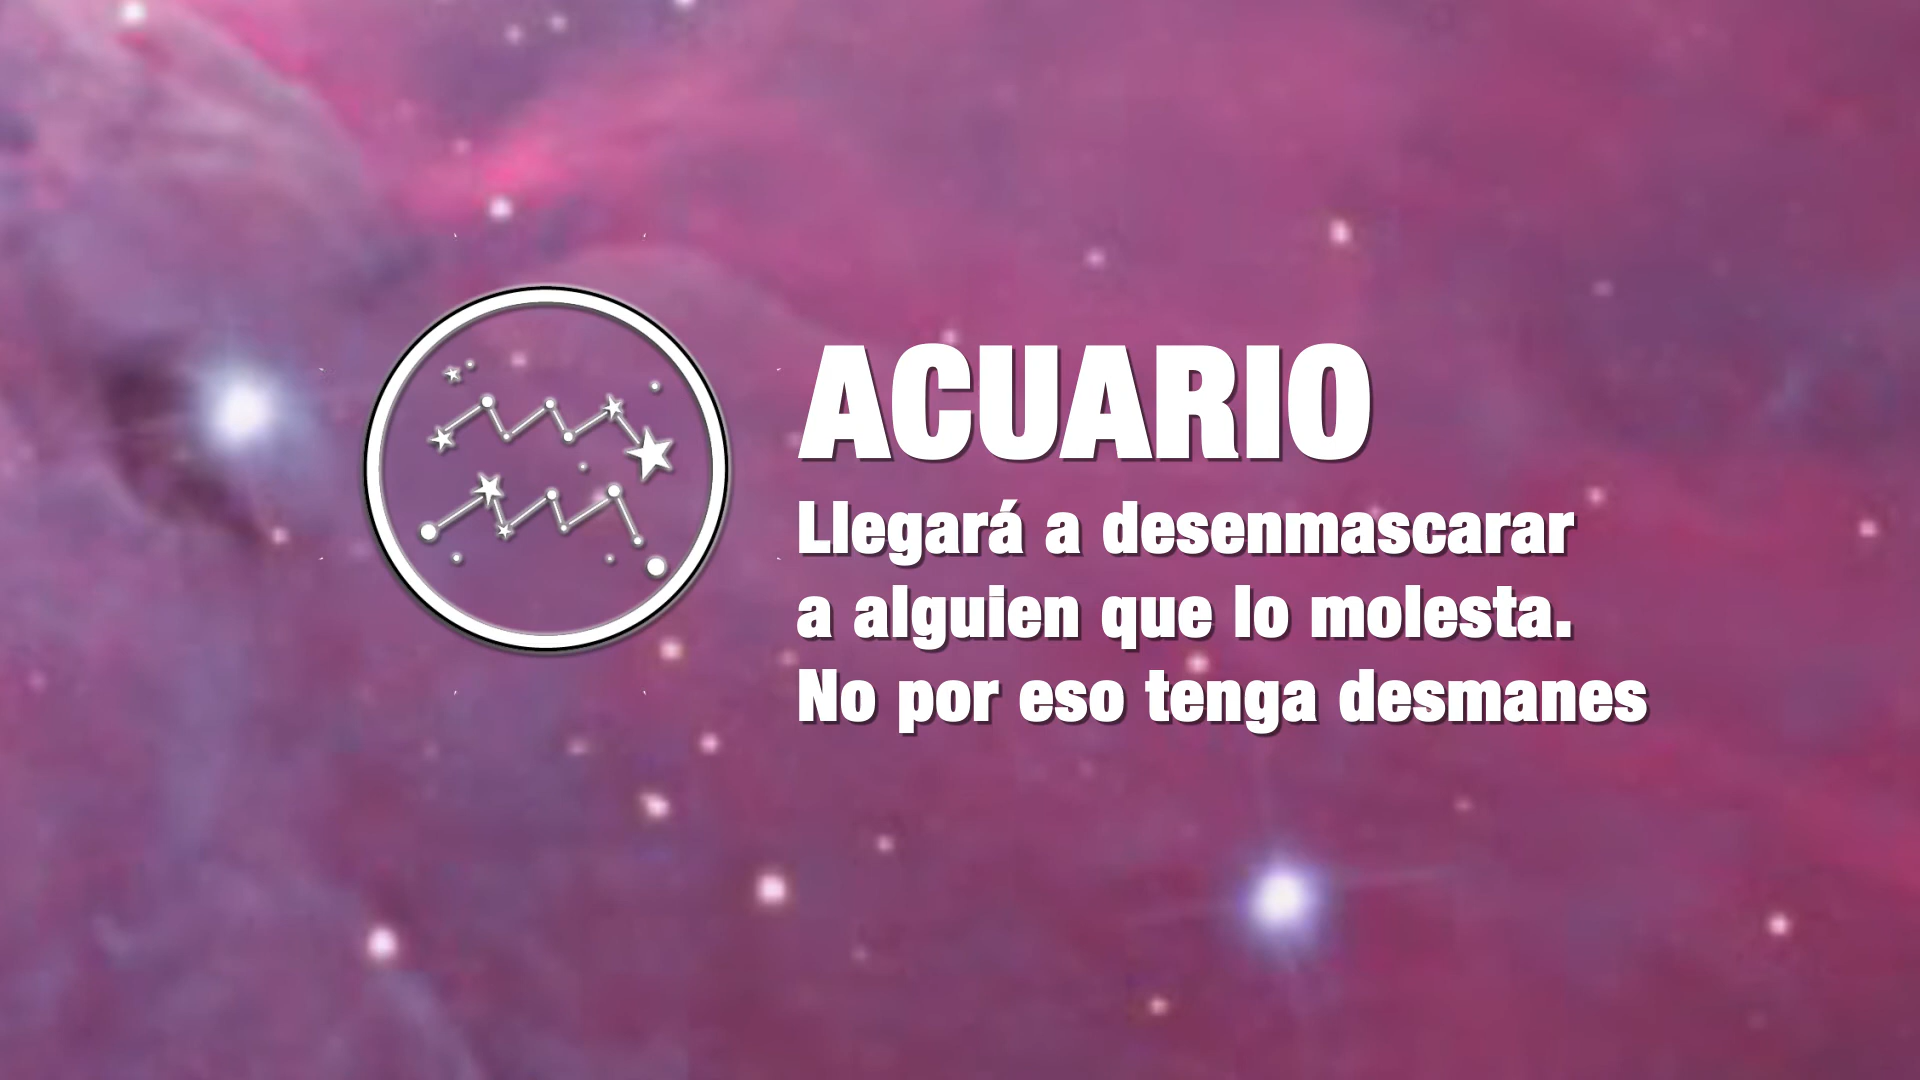 ACUARIO
Llegará a desenmascarar
a alguien que lo molesta.
No por eso tenga desmanes